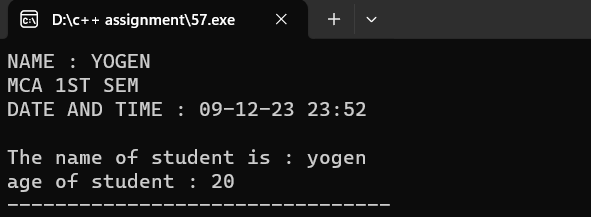 D:\c++ assignment\57.exe
NAME : YOGEN
MCA 1ST SEM
DATE AND TIME : 09-12-23 23:52
The name of student is : yogen
age of student : 20
--------------------------------